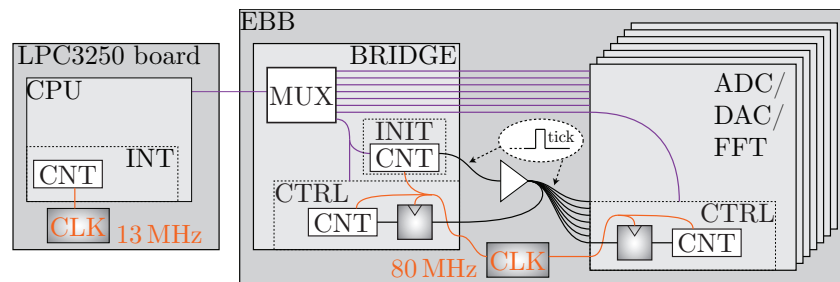 LPC3250 board
CPU
INT
CNT
CLK
13 MHz
EBB
BRIDGE
MUX
INIT
CNT
tick
CTRL
CNT
80 MHz
CLK
ADC/
DAC/
FFT
CTRL
CNT